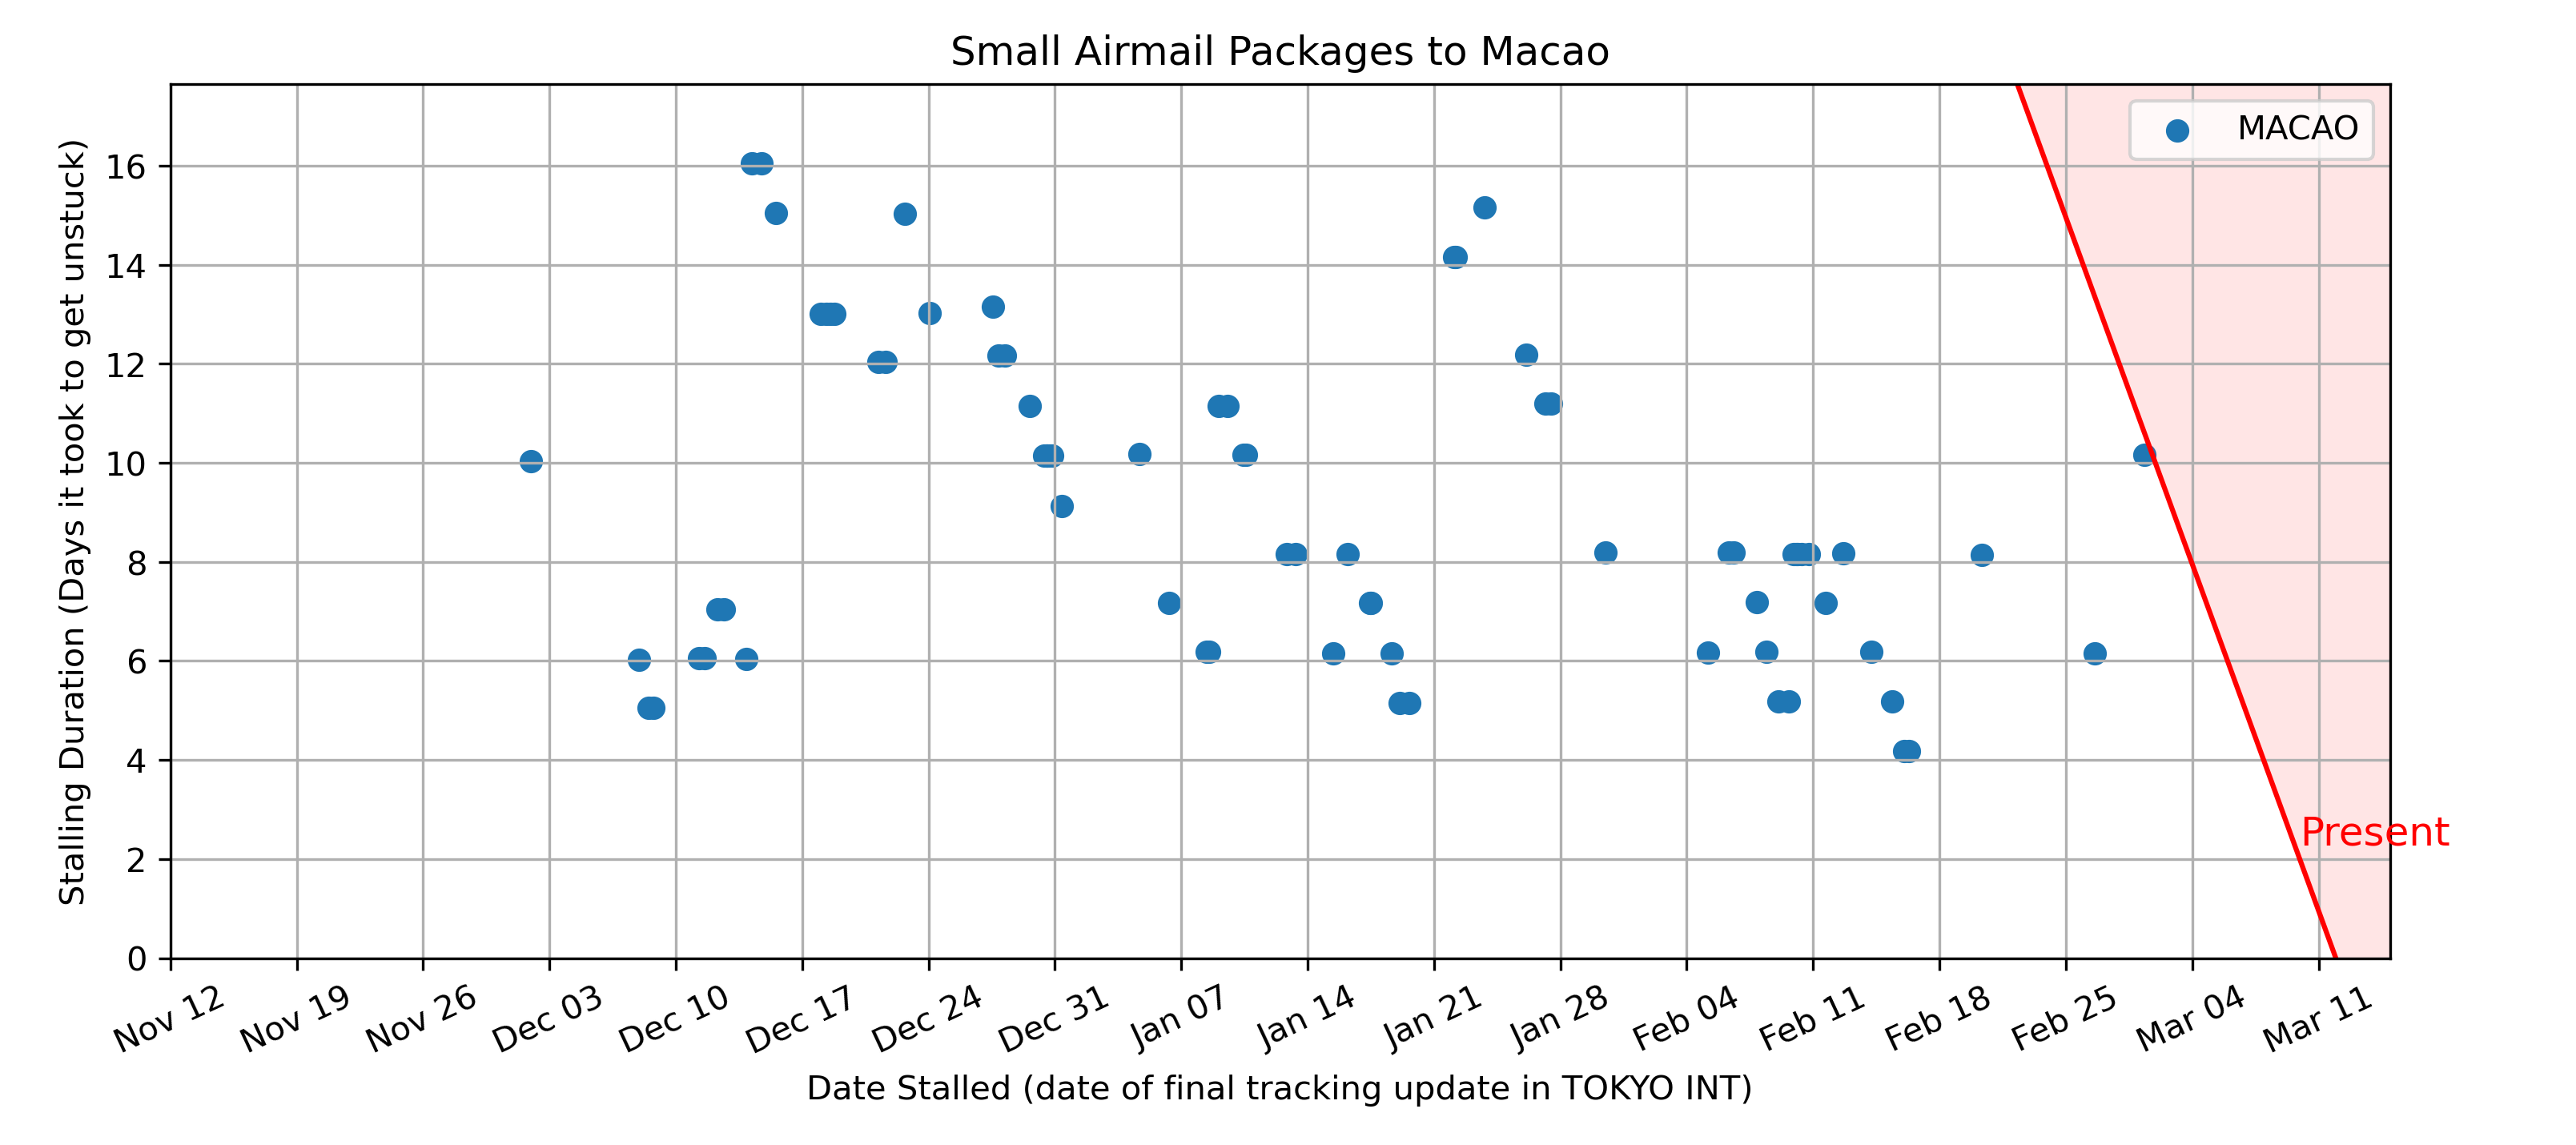 Small Airmail Packages to Macao
MACAO
Stalling Duration (Days it took to get unstuck)
16
14
12
10
8
6
4
2
0
Present
Nov 12
Nov 19
Nov 26
Dec 03
Dec 10
Dec 17
Dec 24
Dec 31
Jan 07
Jan 14
Jan 21
Jan 28
Feb 04
Feb 11
Feb 18
Feb 25
Mar 04
Mar 11
Date Stalled (date of final tracking update in TOKYO INT)